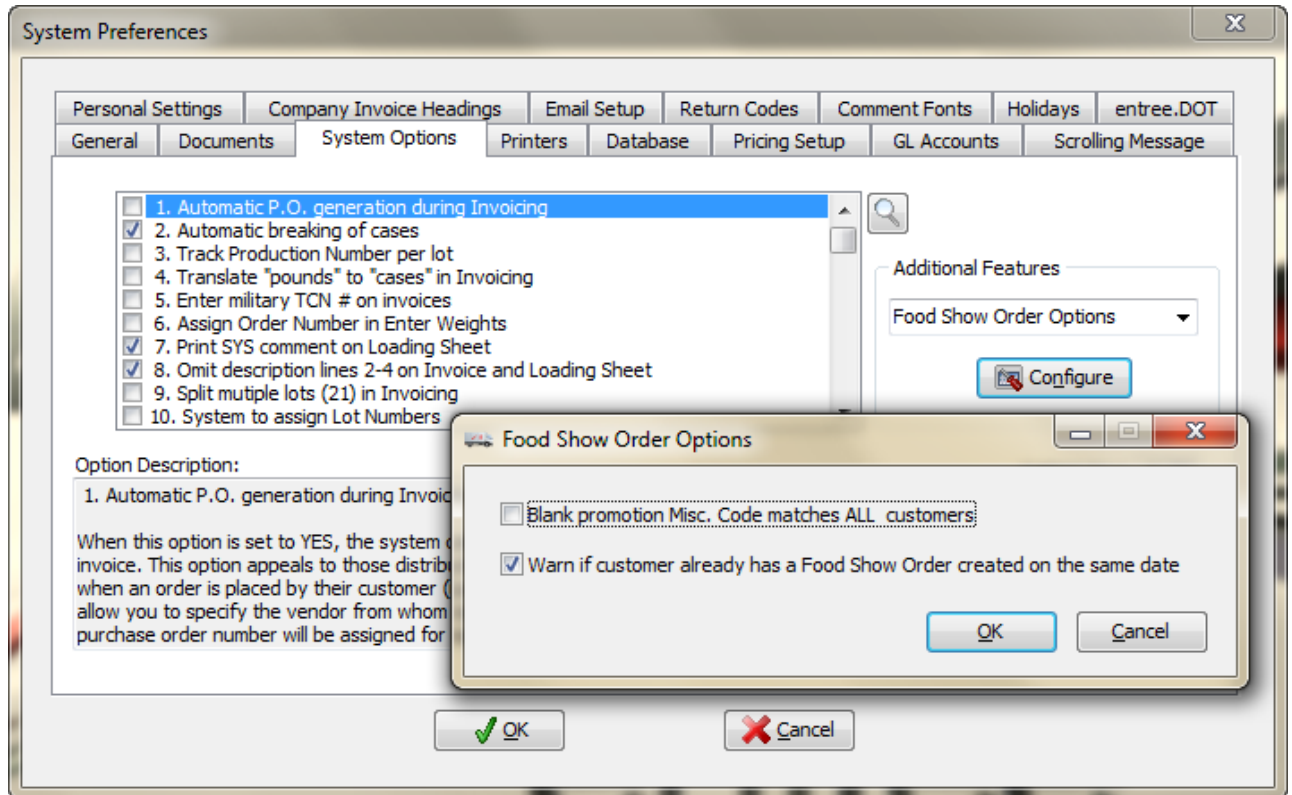 System Preferences
Personal Settings
Company Invoice Headings
Email Setup
Return Codes
Comment Fonts
Holidays
entree.DOT
General
Documents
System Options
Printers
Database
Pricing Setup
GL Accounts
Scrolling Message
1. Automatic P.O. generation during Invoicing
2. Automatic breaking of cases
3. Track Production Number per lot
4. Translate "pounds" to "cases" in Invoicing
5. Enter military TCN # on invoices
6. Assign Order Number in Enter Weights
7. Print SYS comment on Loading Sheet
8. Omit description lines 2-4 on Invoice and Loading Sheet
9. Split mutiple lots (21) in Invoicing
10. System to assign Lot Numbers
Additional Features
Food Show Order Options
Configure
Option Description:
1. Automatic P.O. generation during Invoic
When this option is set to YES, the system
invoice. This option appeals to those distrib
when an order is placed by their customer (
allow you to specify the vendor from whom
purchase order number will be assigned for
Food Show Order Options
Blank promotion Misc. Code matches ALL customers
Warn if customer already has a Food Show Order created on the same date
OK
Cancel
OK
Cancel